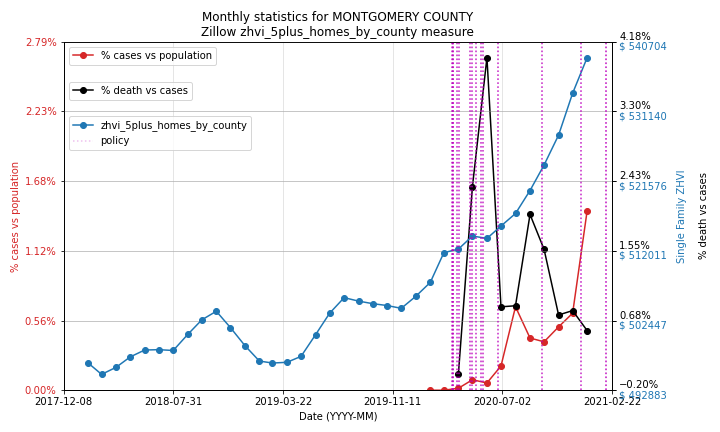 Monthly statistics for MONTGOMERY COUNTY
Zillow zhvi_5plus_homes_by_county measure
% cases vs population
% death vs cases
zhvi_5plus_homes_by_county
policy
2.79%
2.23%
1.68%
1.12%
0.56%
0.00%
% cases vs population
4.18%
$ 540704
3.30%
$ 531140
2.43%
$ 521576
1.55%
$ 512011
0.68%
$ 502447
−0.20%
$ 492883
Single Family ZHVI
% death vs cases
2017-12-08
2018-07-31
2019-03-22
2019-11-11
2020-07-02
2021-02-22
Date (YYYY-MM)